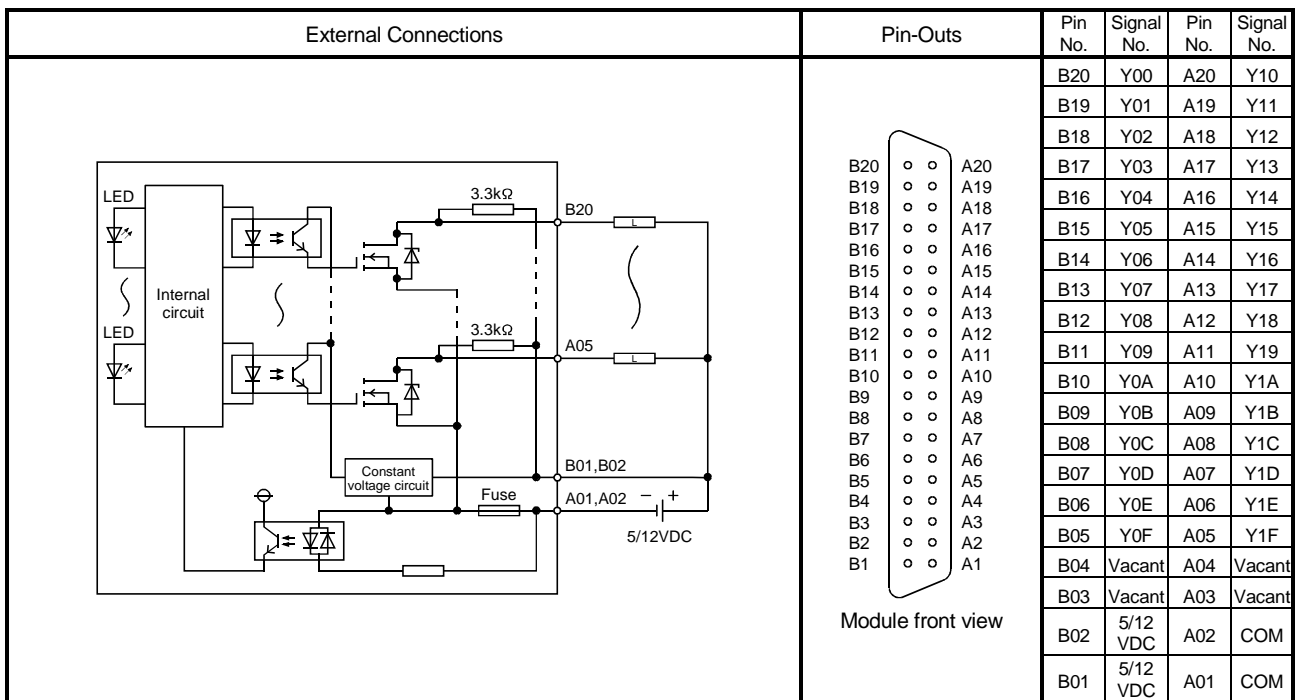 External Connections
Pin-Outs
Pin No. Signal No. Pin No. Signal No.
LED
LED
Internal
circuit
3.3kΩ
3.3kΩ
B20
L
A05
L
Constant
voltage circuit
Fuse
B01,B02
A01,A02
− +
5/12VDC
B20 A20
B19 A19
B18 A18
B17 A17
B16 A16
B15 A15
B14 A14
B13 A13
B12 A12
B11 A11
B10 A10
B9 A9
B8 A8
B7 A7
B6 A6
B5 A5
B4 A4
B3 A3
B2 A2
B1 A1
Module front view
B20 Y00 A20 Y10
B19 Y01 A19 Y11
B18 Y02 A18 Y12
B17 Y03 A17 Y13
B16 Y04 A16 Y14
B15 Y05 A15 Y15
B14 Y06 A14 Y16
B13 Y07 A13 Y17
B12 Y08 A12 Y18
B11 Y09 A11 Y19
B10 Y0A A10 Y1A
B09 Y0B A09 Y1B
B08 Y0C A08 Y1C
B07 Y0D A07 Y1D
B06 Y0E A06 Y1E
B05 Y0F A05 Y1F
B04 Vacant A04 Vacant
B03 Vacant A03 Vacant
B02 5/12 VDC A02 COM
B01 5/12 VDC A01 COM